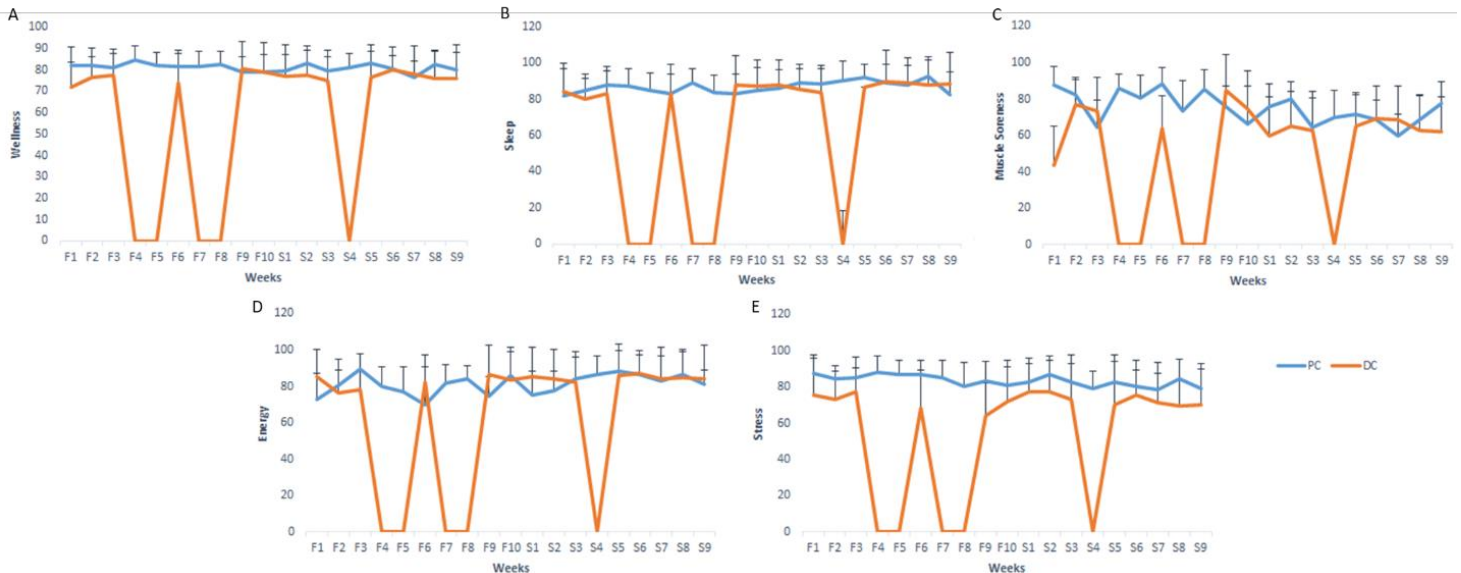 A
100
90
80
70
60
50
40
30
20
10
0
Wellness
F1 F2 F3 F4 F5 F6 F7 F8 F9 F10 S1 S2 S3 S4 S5 S6 S7 S8 S9
Weeks
B
120
100
80
60
40
20
0
Sleep
F1 F2 F3 F4 F5 F6 F7 F8 F9 F10 S1 S2 S3 S4 S5 S6 S7 S8 S9
Weeks
C
120
100
80
60
40
20
0
Muscle Soreness
F1 F2 F3 F4 F5 F6 F7 F8 F9 F10 S1 S2 S3 S4 S5 S6 S7 S8 S9
Weeks
D
120
100
80
60
40
20
0
Energy
F1 F2 F3 F4 F5 F6 F7 F8 F9 F10 S1 S2 S3 S4 S5 S6 S7 S8 S9
Weeks
E
120
100
80
60
40
20
0
Stress
F1 F2 F3 F4 F5 F6 F7 F8 F9 F10 S1 S2 S3 S4 S5 S6 S7 S8 S9
Weeks
PC DC